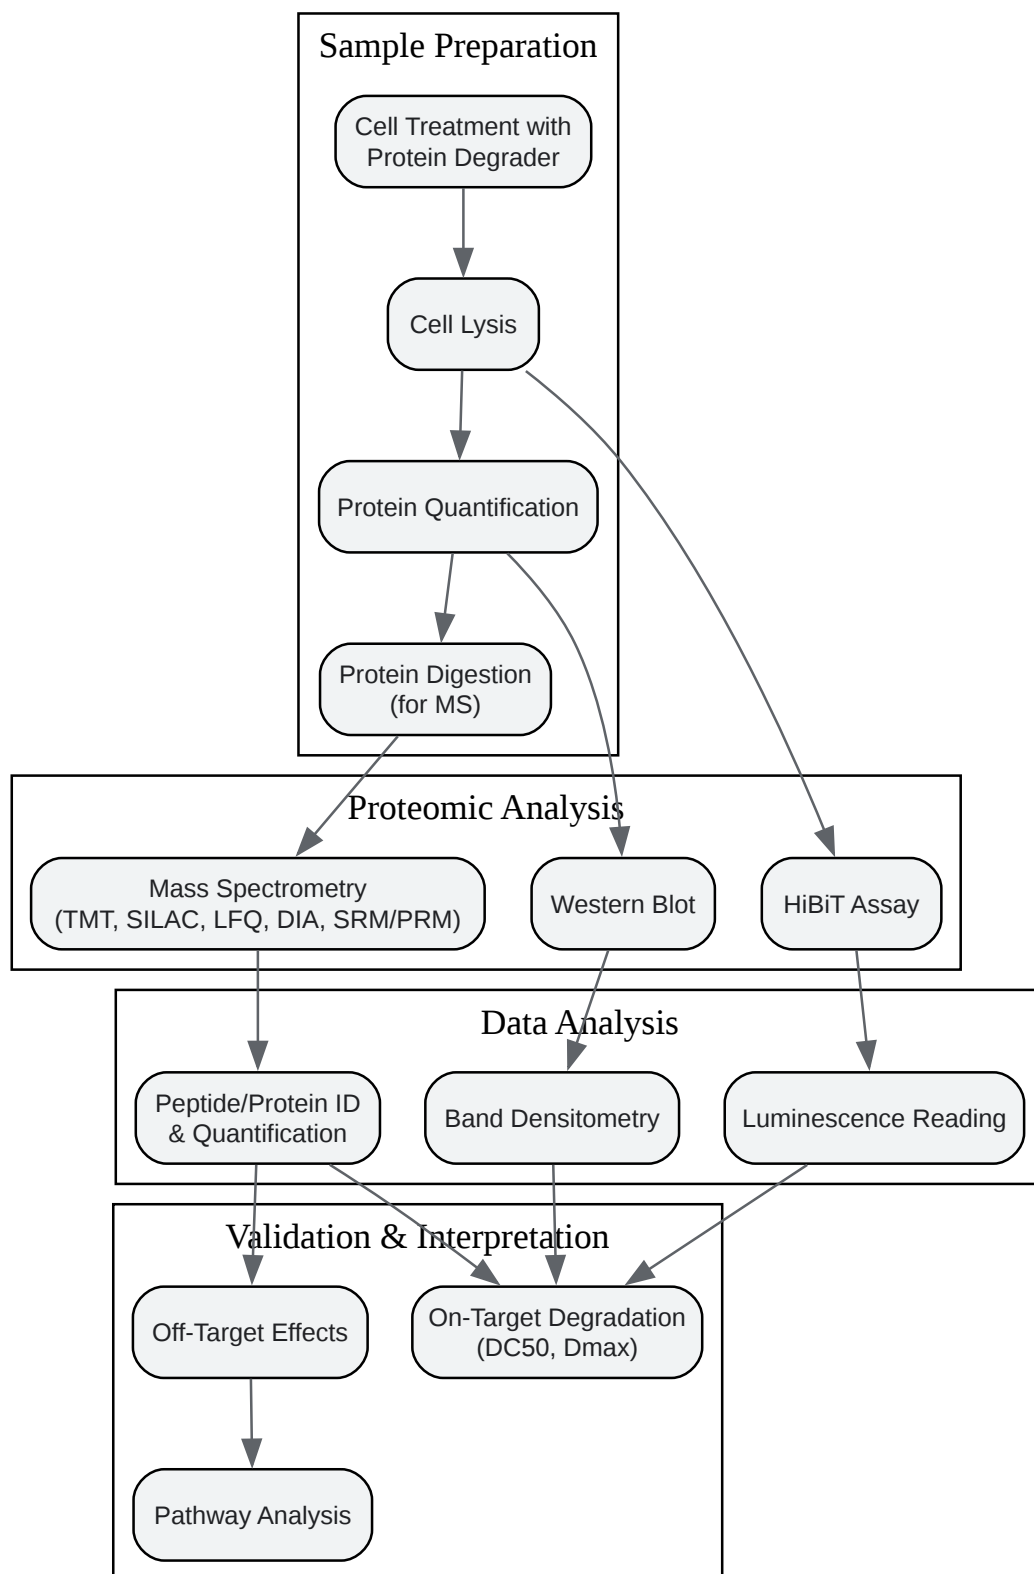 Sample Preparation
Cell Treatment with
Protein Degrader
Cell Lysis
Protein Quantification
Protein Digestion
(for MS)
Proteomic Analysis
Mass Spectrometry
(TMT, SILAC, LFQ, DIA, SRM/PRM)
Western Blot
HiBiT Assay
Data Analysis
Peptide/Protein ID
& Quantification
Band Densitometry
Luminescence Reading
Validation & Interpretation
Off-Target Effects
On-Target Degradation
(DC50, Dmax)
Pathway Analysis